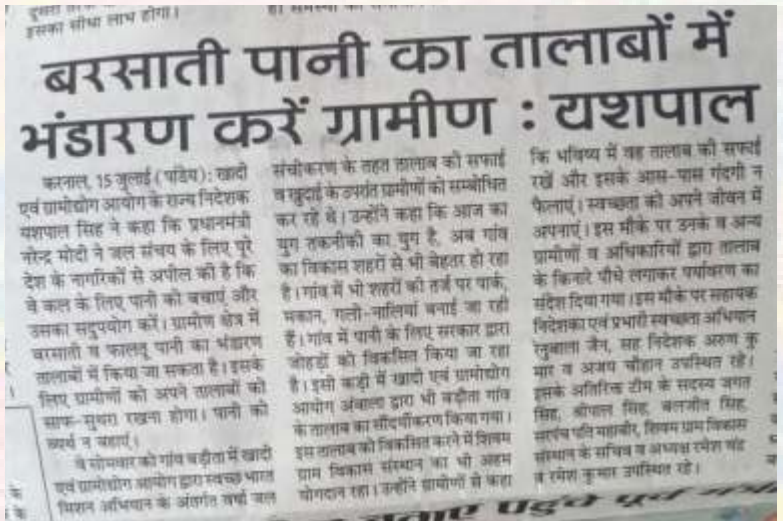 इसका सीधा लाभ होगा।
बरसाती पानी का तालाबों में
भंडारण करें ग्रामीण : यशपाल
करनाल, 15 जुलाई (पांडेय): खादी
एवं ग्रामोद्योग आयोग के राज्य निदेशक
यशपाल सिंह ने कहा कि प्रधानमंत्री
नरेन्द्र मोदी ने जल संचय के लिए पूरे
देश के नागरिकों से अपील की है कि
वे कल के लिए पानी को बचाएं और
उसका सदुपयोग करें। ग्रामीण क्षेत्र में
बरसाती व फालतू पानी का भंडारण
तालाबों में किया जा सकता है। इसके
लिए ग्रामीणों को अपने तालाबों को
साफ-सुथरा रखना होगा। पानी को
व्यर्थ न बहाएं।
वे सोमवार को गांव बड़ौता में खादी
एवं ग्रामोद्योग आयोग द्वारा स्वच्छ भारत
मिशन अभियान के अंतर्गत वर्षा जल
संचीकरण के तहत तालाब की सफाई
व खुदाई के उपरांत ग्रामीणों को सम्बोधित
कर रहे थे। उन्होंने कहा कि आज का
युग तकनीकी का युग है, अब गांव
का विकास शहरों से भी बेहतर हो रहा
है। गांव में भी शहरों की तर्ज पर पार्क,
मकान, गली-नालियां बनाई जा रही
हैं। गांव में पानी के लिए सरकार द्वारा
जोहड़ों को विकसित किया जा रहा
है। इसी कड़ी में खादी एवं ग्रामोद्योग
आयोग अंबाला द्वारा भी बड़ौता गांव
के तालाब का सौंदर्यीकरण किया गया।
इस तालाब को विकसित करने में शिवम
ग्राम विकास संस्थान का भी अहम
योगदान रहा। उन्होंने ग्रामीणों से कहा
कि भविष्य में वह तालाब की सफाई
रखें और इसके आस-पास गंदगी न
फैलाएं। स्वच्छता को अपने जीवन में
अपनाएं। इस मौके पर उनके व अन्य
ग्रामीणों व अधिकारियों द्वारा तालाब
के किनारे पौधे लगाकर पर्यावरण का
संदेश दिया गया। इस मौके पर सहायक
निदेशका एवं प्रभारी स्वच्छता अभियान
रेनुबाला जैन, सह निदेशक अरुण कु
मार व अजय चौहान उपस्थित रहे।
इसके अतिरिक्त टीम के सदस्य जगत
सिंह, श्रीपाल सिंह, बलजीत सिंह,
सरपंच पति महाबीर, शिवम ग्राम विकास
संस्थान के सचिव व अध्यक्ष रमेश चंद
व रमेश कुमार उपस्थित रहे।